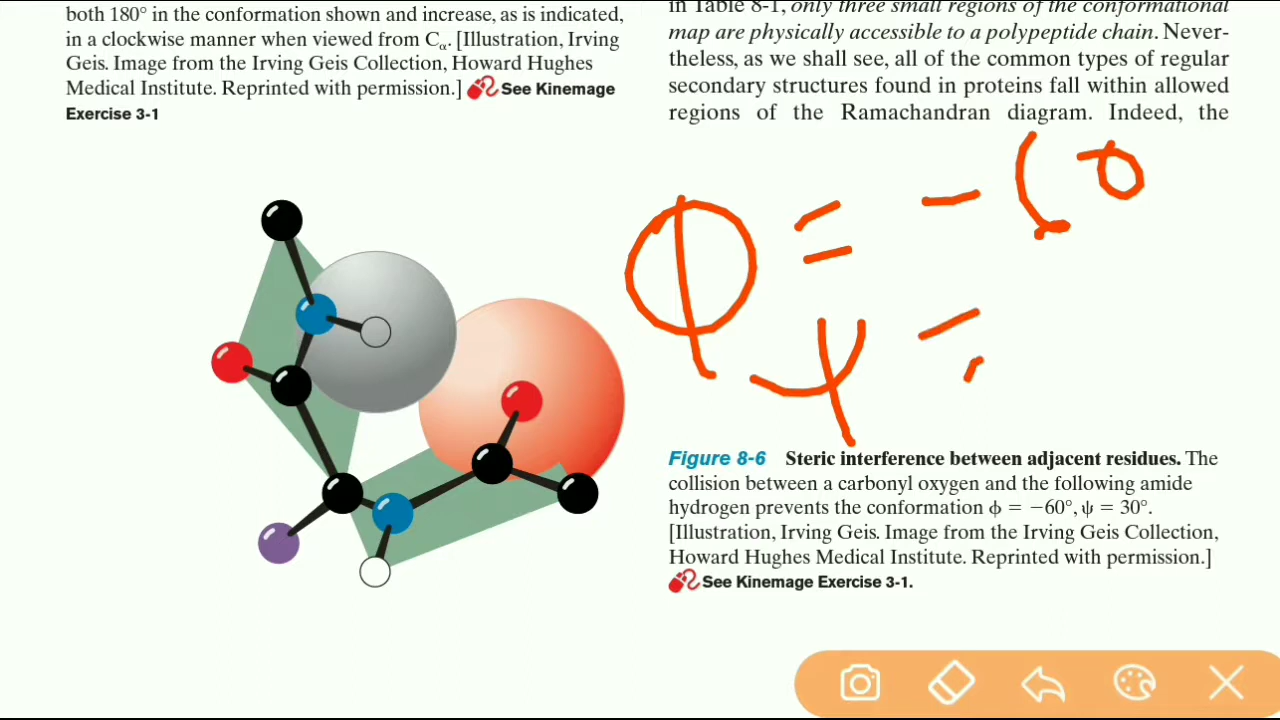 both 180° in the conformation shown and increase, as is indicated,
in a clockwise manner when viewed from Cα. [Illustration, Irving
Geis. Image from the Irving Geis Collection, Howard Hughes
Medical Institute. Reprinted with permission.] See Kinemage
Exercise 3-1
in Table 8-1, only three small regions of the conformational
map are physically accessible to a polypeptide chain. Never-
theless, as we shall see, all of the common types of regular
secondary structures found in proteins fall within allowed
regions of the Ramachandran diagram. Indeed, the
ϕ = -60
ψ =
Figure 8-6 Steric interference between adjacent residues. The
collision between a carbonyl oxygen and the following amide
hydrogen prevents the conformation ϕ = −60°, ψ = 30°.
[Illustration, Irving Geis. Image from the Irving Geis Collection,
Howard Hughes Medical Institute. Reprinted with permission.]
See Kinemage Exercise 3-1.